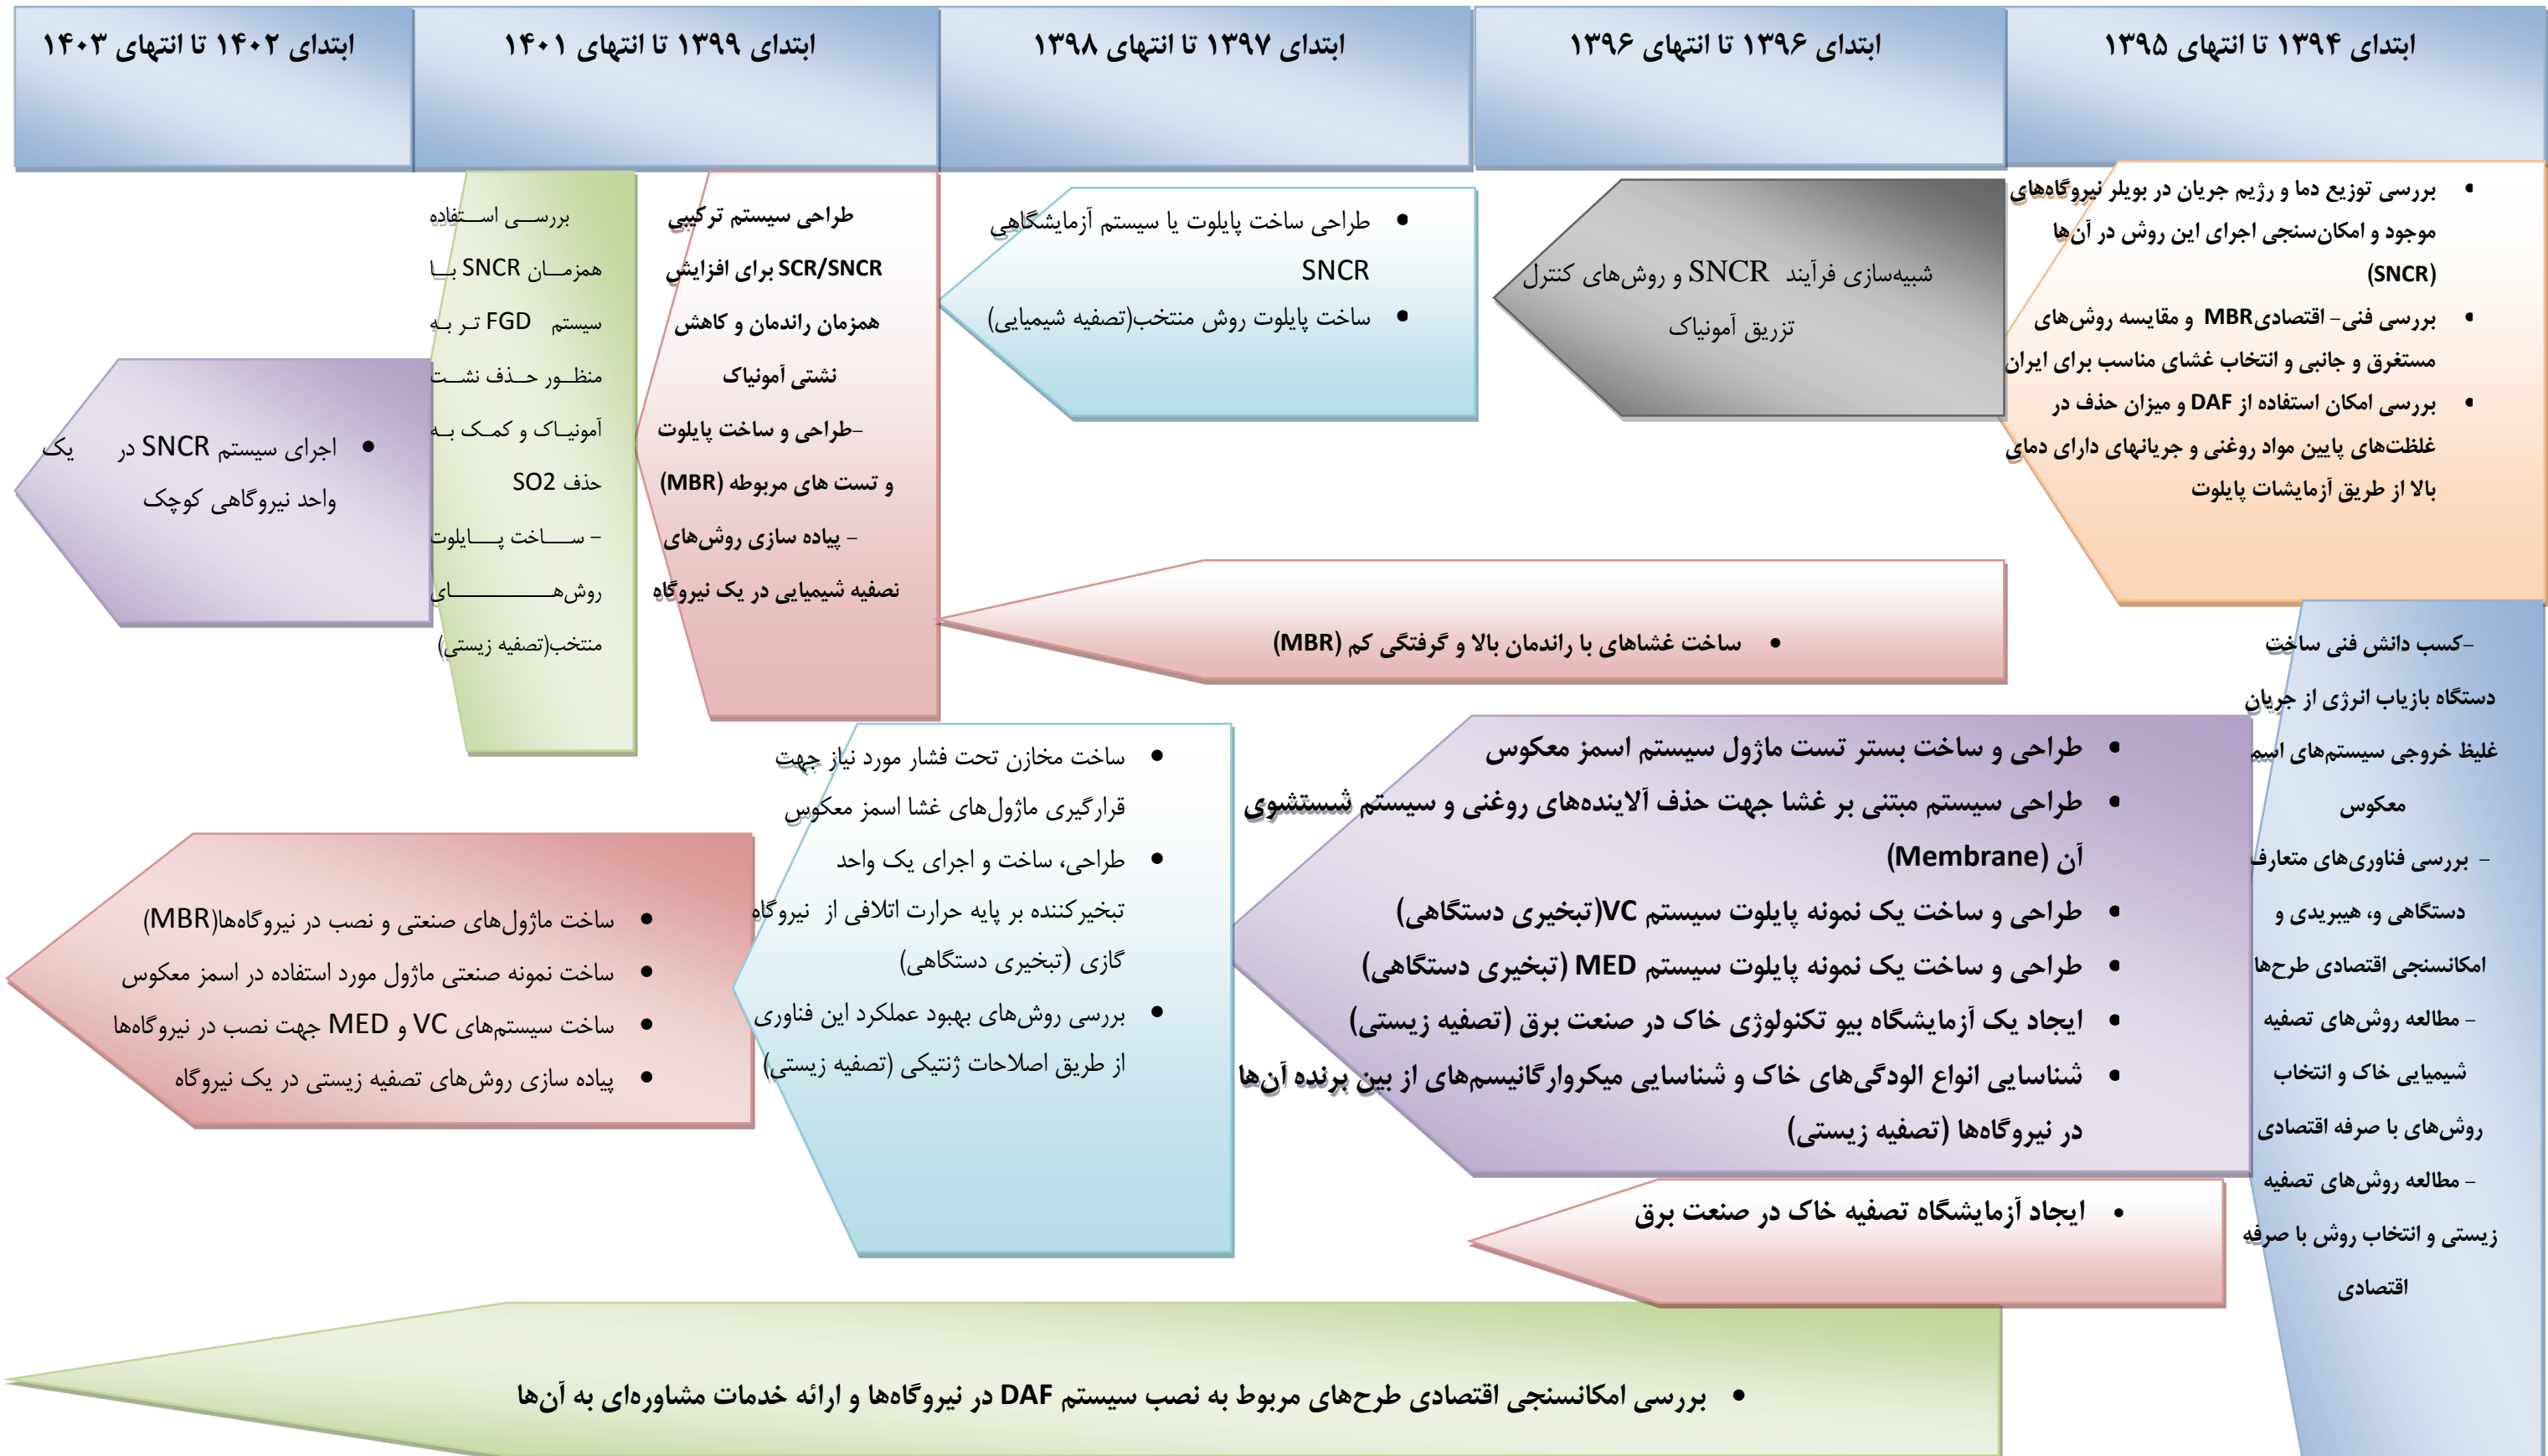 ابتدای ۱۳۹۴ تا انتهای ۱۳۹۵
ابتدای ۱۳۹۶ تا انتهای ۱۳۹۶
ابتدای ۱۳۹۷ تا انتهای ۱۳۹۸
ابتدای ۱۳۹۹ تا انتهای ۱۴۰۱
ابتدای ۱۴۰۲ تا انتهای ۱۴۰۳
• بررسی توزیع دما و رژیم جریان در بویلر نیروگاه‌های
موجود و امکان‌سنجی اجرای این روش در آن‌ها
(SNCR)
• بررسی فنی- اقتصادیMBR و مقایسه روش‌های
مستغرق و جانبی و انتخاب غشای مناسب برای ایران
• بررسی امکان استفاده از DAF و میزان حذف در
غلظت‌های پایین مواد روغنی و جریانهای دارای دمای
بالا از طریق آزمایشات پایلوت
شبیه‌سازی فرآیند SNCR و روش‌های کنترل
تزریق آمونیاک
• طراحی ساخت پایلوت یا سیستم آزمایشگاهی
SNCR
• ساخت پایلوت روش منتخب(تصفیه شیمیایی)
طراحی سیستم ترکیبی
SCR/SNCR برای افزایش
همزمان راندمان و کاهش
نشتی آمونیاک
-طراحی و ساخت پایلوت
و تست های مربوطه (MBR)
- پیاده سازی روش‌های
تصفیه شیمیایی در یک نیروگاه
بررسی استفاده
همزمان SNCR با
سیستم FGD تر به
منظور حذف نشت
آمونیاک و کمک به
حذف SO2
- ساخت پایلوت
روش‌های
منتخب(تصفیه زیستی)
• اجرای سیستم SNCR در یک
واحد نیروگاهی کوچک
• ساخت غشاهای با راندمان بالا و گرفتگی کم (MBR)
-کسب دانش فنی ساخت
دستگاه بازیاب انرژی از جریان
غلیظ خروجی سیستم‌های اسمز
معکوس
- بررسی فناوری‌های متعارف
دستگاهی و، هیبریدی و
امکانسنجی اقتصادی طرح‌ها
- مطالعه روش‌های تصفیه
شیمیایی خاک و انتخاب
روش‌های با صرفه اقتصادی
- مطالعه روش‌های تصفیه
زیستی و انتخاب روش با صرفه
اقتصادی
• طراحی و ساخت بستر تست ماژول سیستم اسمز معکوس
• طراحی سیستم مبتنی بر غشا جهت حذف آلاینده‌های روغنی و سیستم شستشوی
آن (Membrane)
• طراحی و ساخت یک نمونه پایلوت سیستم VC(تبخیری دستگاهی)
• طراحی و ساخت یک نمونه پایلوت سیستم MED (تبخیری دستگاهی)
• ایجاد یک آزمایشگاه بیو تکنولوژی خاک در صنعت برق (تصفیه زیستی)
• شناسایی انواع الودگی‌های خاک و شناسایی میکروارگانیسم‌های از بین برنده آن‌ها
در نیروگاه‌ها (تصفیه زیستی)
• ساخت مخازن تحت فشار مورد نیاز جهت
قرارگیری ماژول‌های غشا اسمز معکوس
• طراحی، ساخت و اجرای یک واحد
تبخیرکننده بر پایه حرارت اتلافی از نیروگاه
گازی (تبخیری دستگاهی)
• بررسی روش‌های بهبود عملکرد این فناوری
از طریق اصلاحات ژنتیکی (تصفیه زیستی)
• ساخت ماژول‌های صنعتی و نصب در نیروگاه‌ها(MBR)
• ساخت نمونه صنعتی ماژول مورد استفاده در اسمز معکوس
• ساخت سیستم‌های VC و MED جهت نصب در نیروگاه‌ها
• پیاده سازی روش‌های تصفیه زیستی در یک نیروگاه
• ایجاد آزمایشگاه تصفیه خاک در صنعت برق
• بررسی امکانسنجی اقتصادی طرح‌های مربوط به نصب سیستم DAF در نیروگاه‌ها و ارائه خدمات مشاوره‌ای به آن‌ها